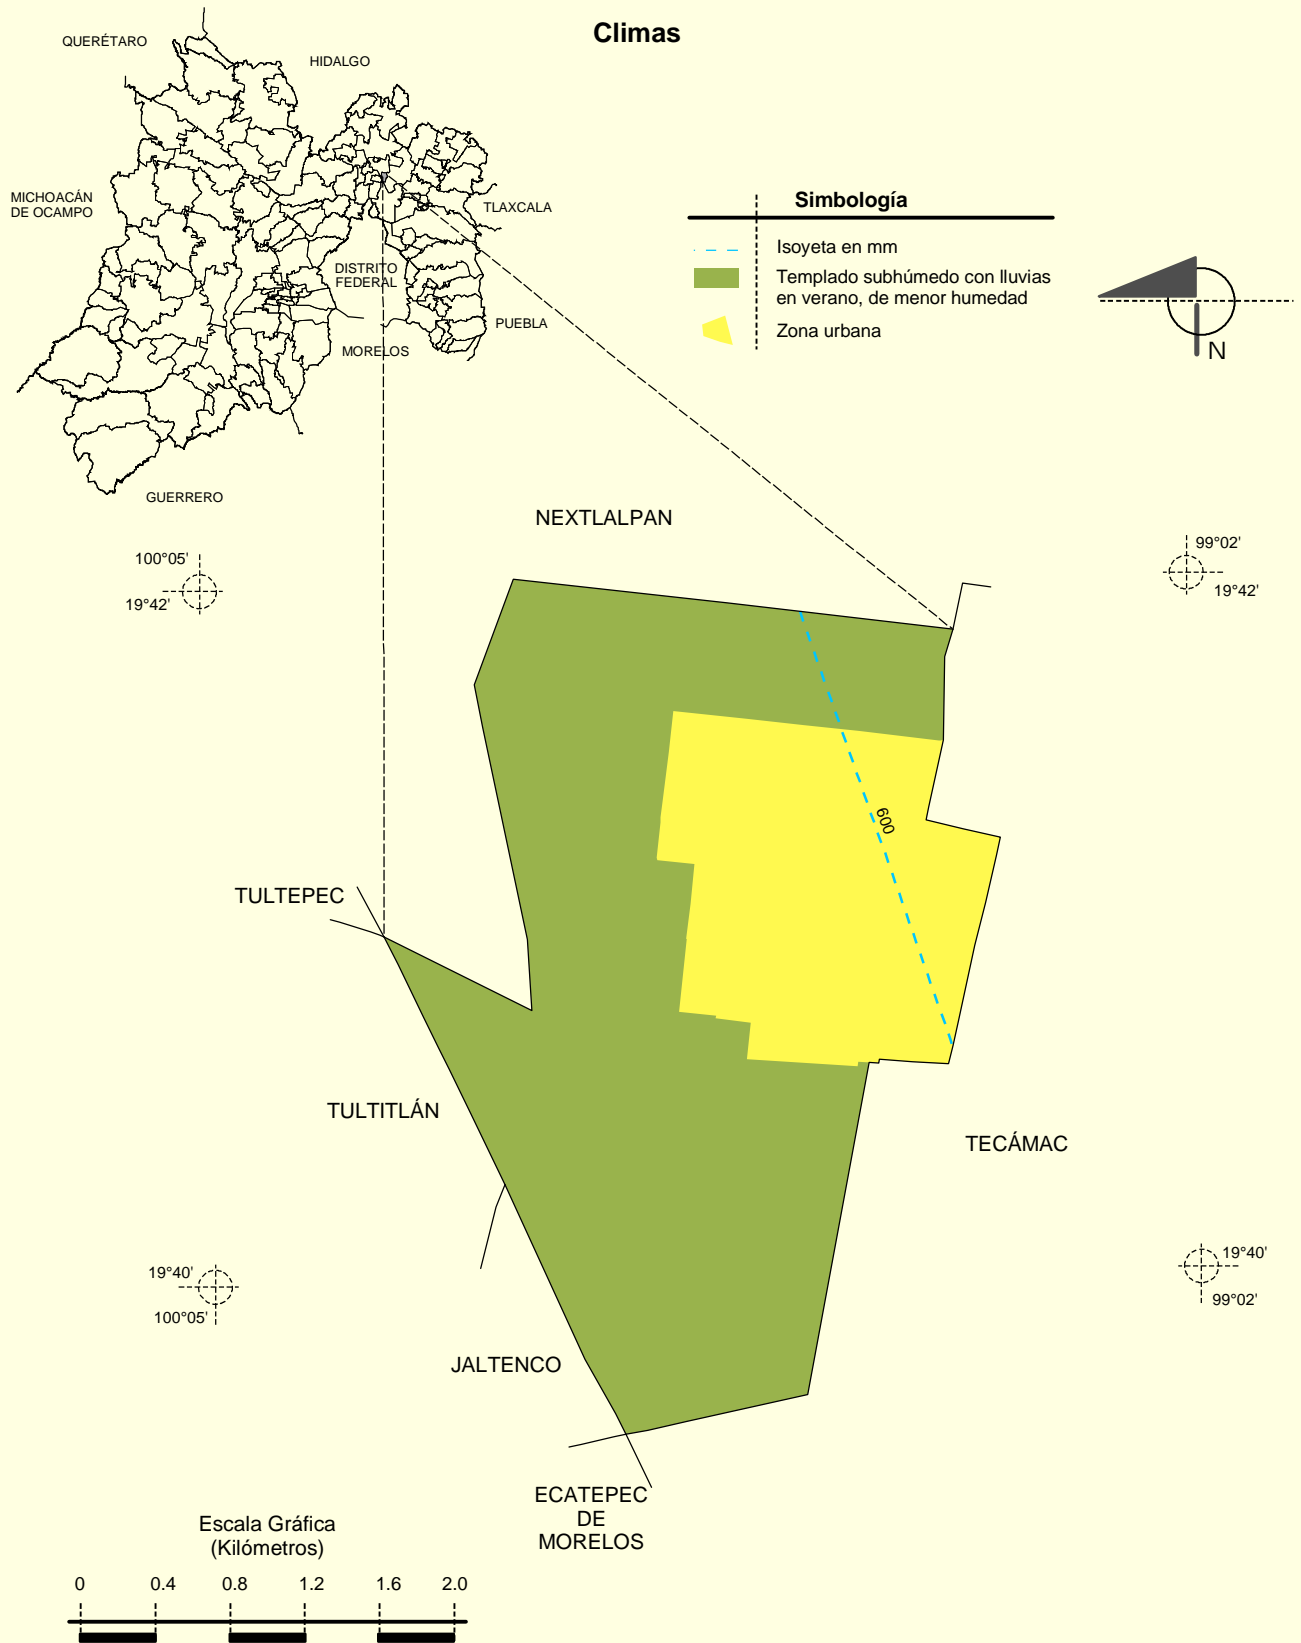 Climas
QUERÉTARO
HIDALGO
MICHOACÁN
DE OCAMPO
TLAXCALA
DISTRITO
FEDERAL
PUEBLA
MORELOS
GUERRERO
Simbología
Isoyeta en mm
Templado subhúmedo con lluvias
en verano, de menor humedad
Zona urbana
N
NEXTLALPAN
100°05'
19°42'
99°02'
19°42'
600
TULTEPEC
TULTITLÁN
TECÁMAC
19°40'
100°05'
19°40'
99°02'
JALTENCO
ECATEPEC
DE
MORELOS
Escala Gráfica
(Kilómetros)
0 0.4 0.8 1.2 1.6 2.0